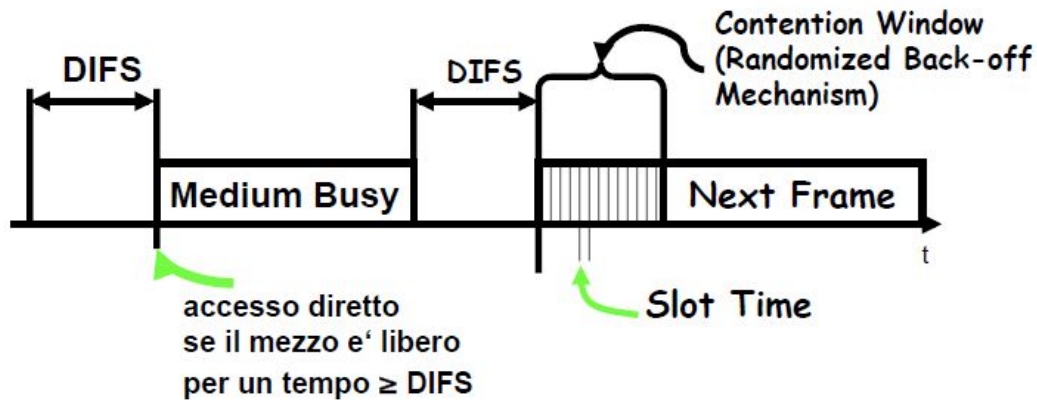 Contention Window
(Randomized Back-off
Mechanism)
DIFS
DIFS
Medium Busy
Next Frame
t
accesso diretto
se il mezzo e‘ libero
per un tempo ≥ DIFS
Slot Time